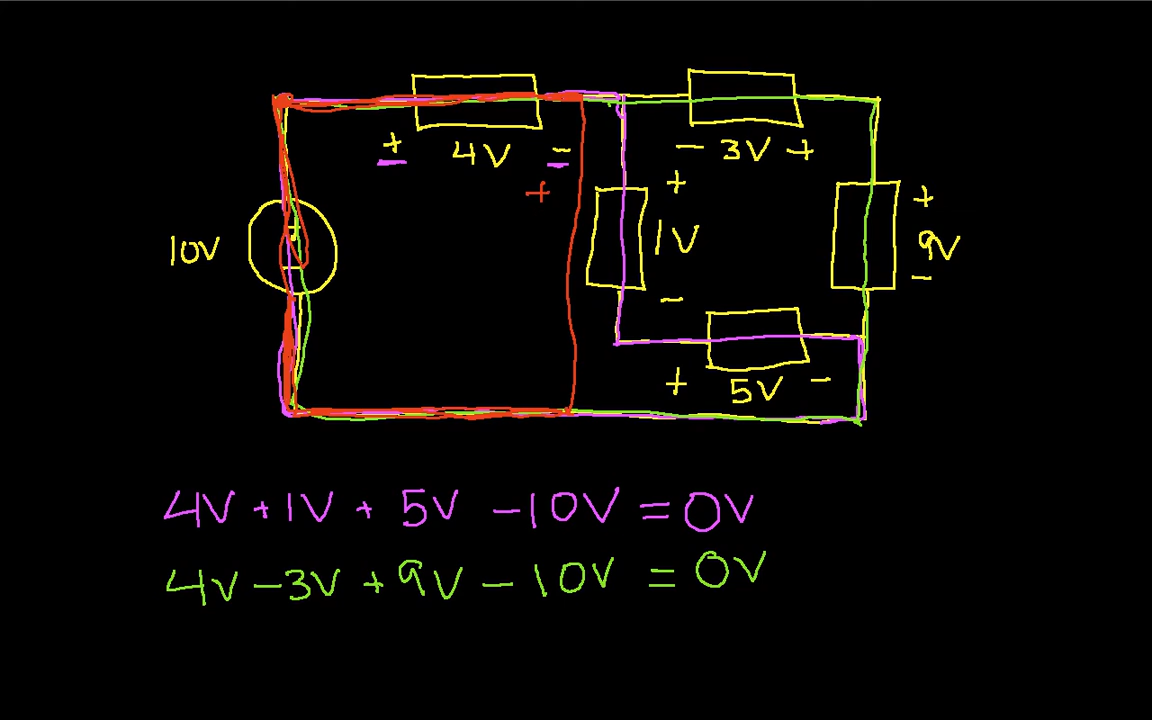 + 4V -
- 3V +
+
+
10V
+
1V
+
9V
-
-
+ 5V -
4V + 1V + 5V - 10V = 0V
4V - 3V + 9V - 10V = 0V